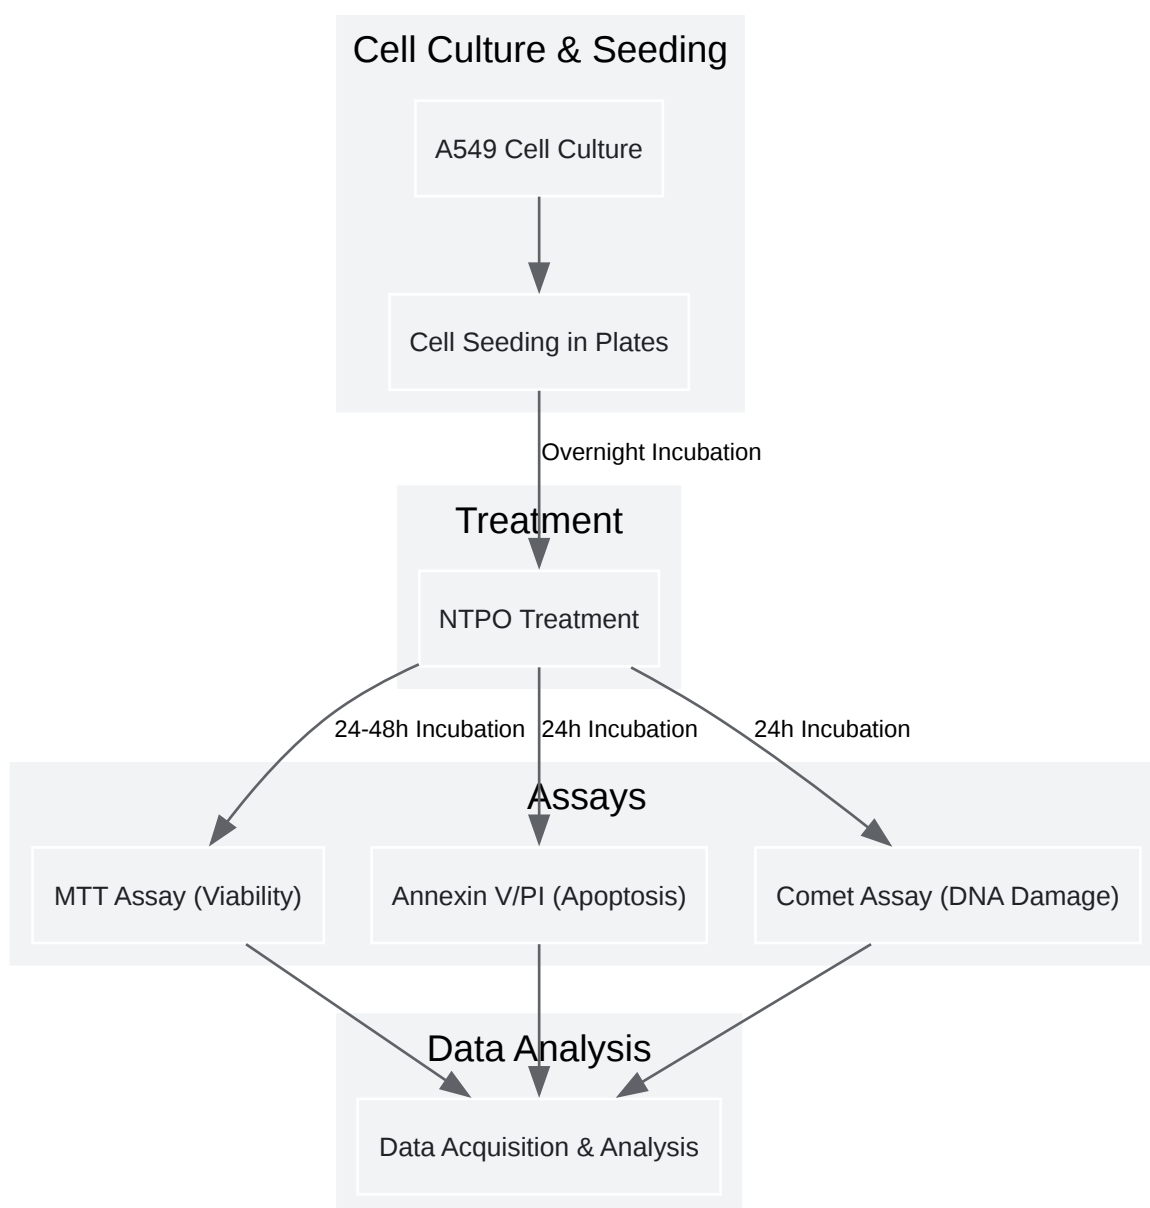 Cell Culture & Seeding
A549 Cell Culture
Cell Seeding in Plates
Overnight Incubation
Treatment
NTPO Treatment
24-48h Incubation
24h Incubation
24h Incubation
Assays
MTT Assay (Viability)
Annexin V/PI (Apoptosis)
Comet Assay (DNA Damage)
Data Analysis
Data Acquisition & Analysis